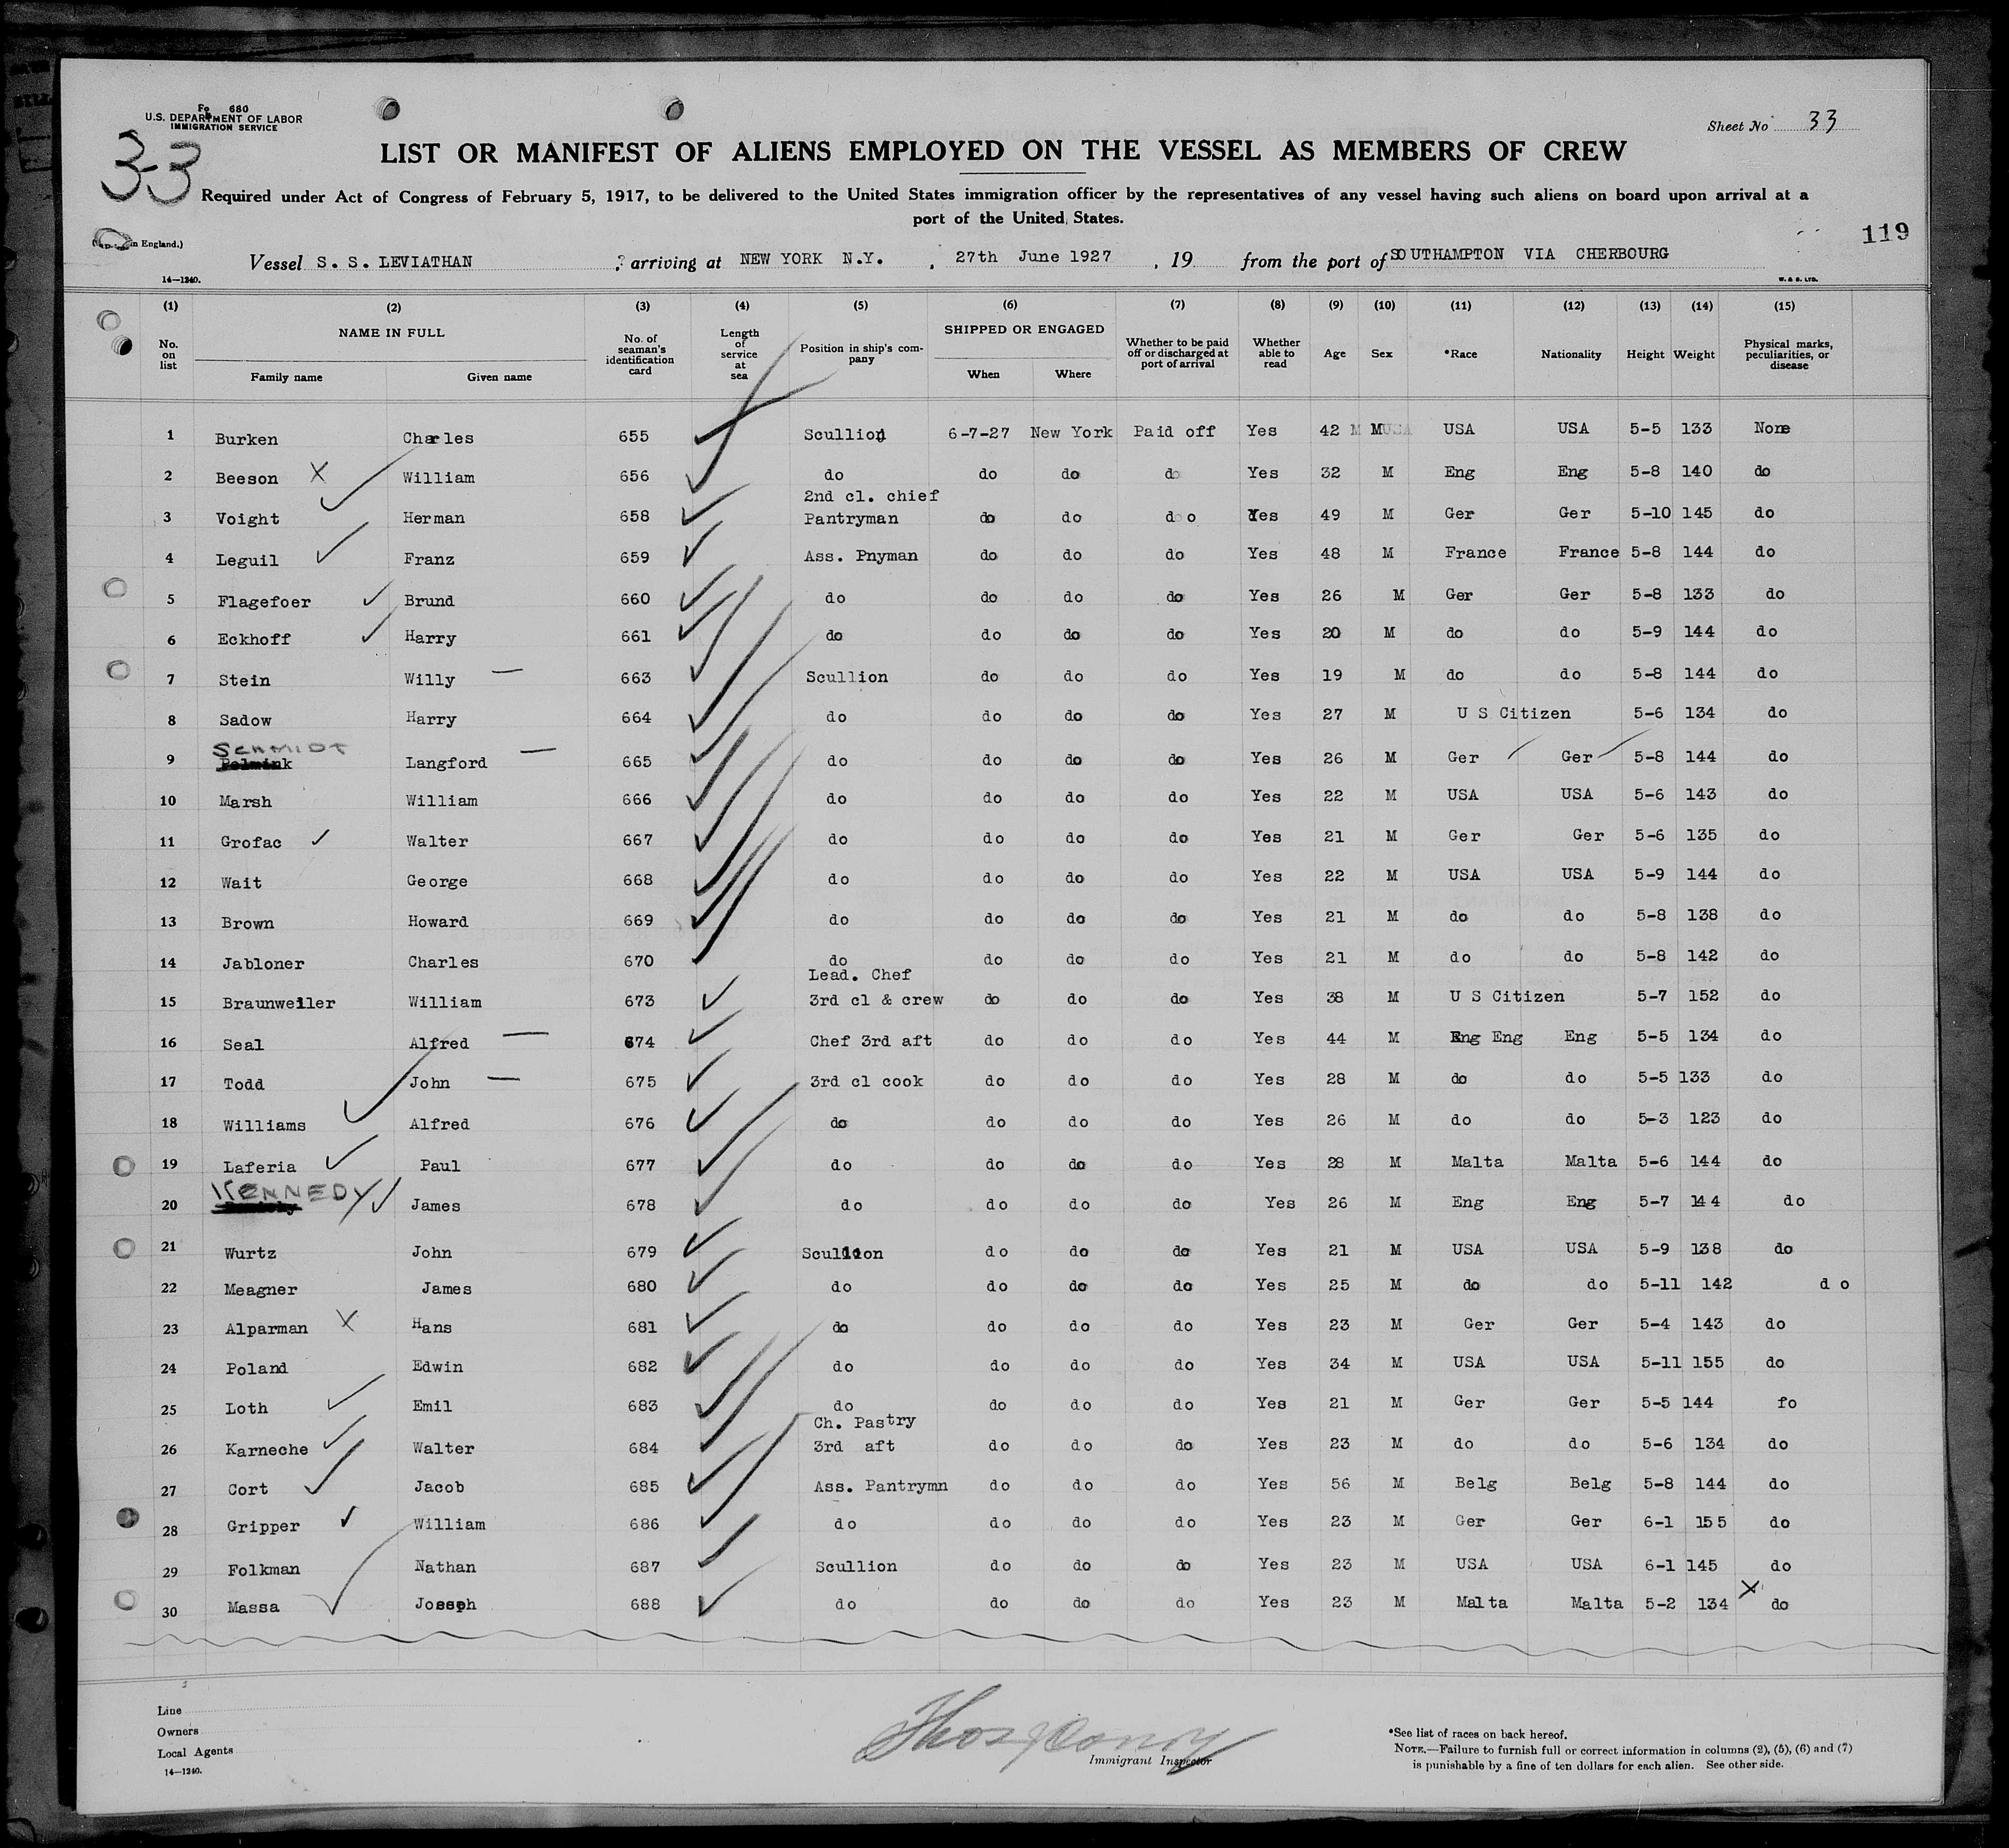 Fo 680
U.S. DEPARTMENT OF LABOR
IMMIGRATION SERVICE
33
Sheet No 33
LIST OR MANIFEST OF ALIENS EMPLOYED ON THE VESSEL AS MEMBERS OF CREW
Required under Act of Congress of February 5, 1917, to be delivered to the United States immigration officer by the representatives of any vessel having such aliens on board upon arrival at a
port of the United States.
in England.)
119
Vessel S. S. LEVIATHAN , arriving at NEW YORK N.Y. , 27th June 1927 , 19 from the port of SOUTHAMPTON VIA CHERBOURG
14—1240.
W. & S. LTD.
(1) (2) (3) (4) (5) (6) (7) (8) (9) (10) (11) (12) (13) (14) (15)
No. on list NAME IN FULL Family name Given name No. of seaman's identification card Length of service at sea Position in ship's company SHIPPED OR ENGAGED When Where Whether to be paid off or discharged at port of arrival Whether able to read Age Sex *Race Nationality Height Weight Physical marks, peculiarities, or disease
1 Burken Charles 655 Scullion 6-7-27 New York Paid off Yes 42 M USA USA 5-5 133 None
2 Beeson X William 656 do do do do Yes 32 M Eng Eng 5-8 140 do
3 Voight Herman 658 2nd cl. chief Pantryman do do do Yes 49 M Ger Ger 5-10 145 do
4 Leguil Franz 659 Ass. Pnyman do do do Yes 48 M France France 5-8 144 do
5 Flagefoer Brund 660 do do do do Yes 26 M Ger Ger 5-8 133 do
6 Eckhoff Harry 661 do do do do Yes 20 M do do 5-9 144 do
7 Stein Willy 663 Scullion do do do Yes 19 M do do 5-8 144 do
8 Sadow Harry 664 do do do do Yes 27 M U S Citizen 5-6 134 do
9 SCHMIDT Langford 665 do do do do Yes 26 M Ger Ger 5-8 144 do
10 Marsh William 666 do do do do Yes 22 M USA USA 5-6 143 do
11 Grofac Walter 667 do do do do Yes 21 M Ger Ger 5-6 135 do
12 Wait George 668 do do do do Yes 22 M USA USA 5-9 144 do
13 Brown Howard 669 do do do do Yes 21 M do do 5-8 138 do
14 Jabloner Charles 670 do do do do Yes 21 M do do 5-8 142 do
15 Braunweiler William 673 Lead. Chef 3rd cl & crew do do do Yes 38 M U S Citizen 5-7 152 do
16 Seal Alfred 674 Chef 3rd aft do do do Yes 44 M Eng Eng Eng 5-5 134 do
17 Todd John 675 3rd cl cook do do do Yes 28 M do do 5-5 133 do
18 Williams Alfred 676 do do do do Yes 26 M do do 5-3 123 do
19 Laferia Paul 677 do do do do Yes 28 M Malta Malta 5-6 144 do
20 KENNEDY James 678 do do do do Yes 26 M Eng Eng 5-7 144 do
21 Wurtz John 679 Scullion do do do Yes 21 M USA USA 5-9 138 do
22 Meagner James 680 do do do do Yes 25 M do do 5-11 142 do
23 Alparman X Hans 681 do do do do Yes 23 M Ger Ger 5-4 143 do
24 Poland Edwin 682 do do do do Yes 34 M USA USA 5-11 155 do
25 Loth Emil 683 do do do do Yes 21 M Ger Ger 5-5 144 fo
26 Karneche Walter 684 Ch. Pastry 3rd aft do do do Yes 23 M do do 5-6 134 do
27 Cort Jacob 685 Ass. Pantrymn do do do Yes 56 M Belg Belg 5-8 144 do
28 Gripper William 686 do do do do Yes 23 M Ger Ger 6-1 155 do
29 Folkman Nathan 687 Scullion do do do Yes 23 M USA USA 6-1 145 do
30 Massa Joseph 688 do do do do Yes 23 M Malta Malta 5-2 134 X do
Line
Owners
Local Agents
14—1240.
Immigrant Inspector
*See list of races on back hereof.
NOTE.—Failure to furnish full or correct information in columns (2), (5), (6) and (7)
is punishable by a fine of ten dollars for each alien. See other side.